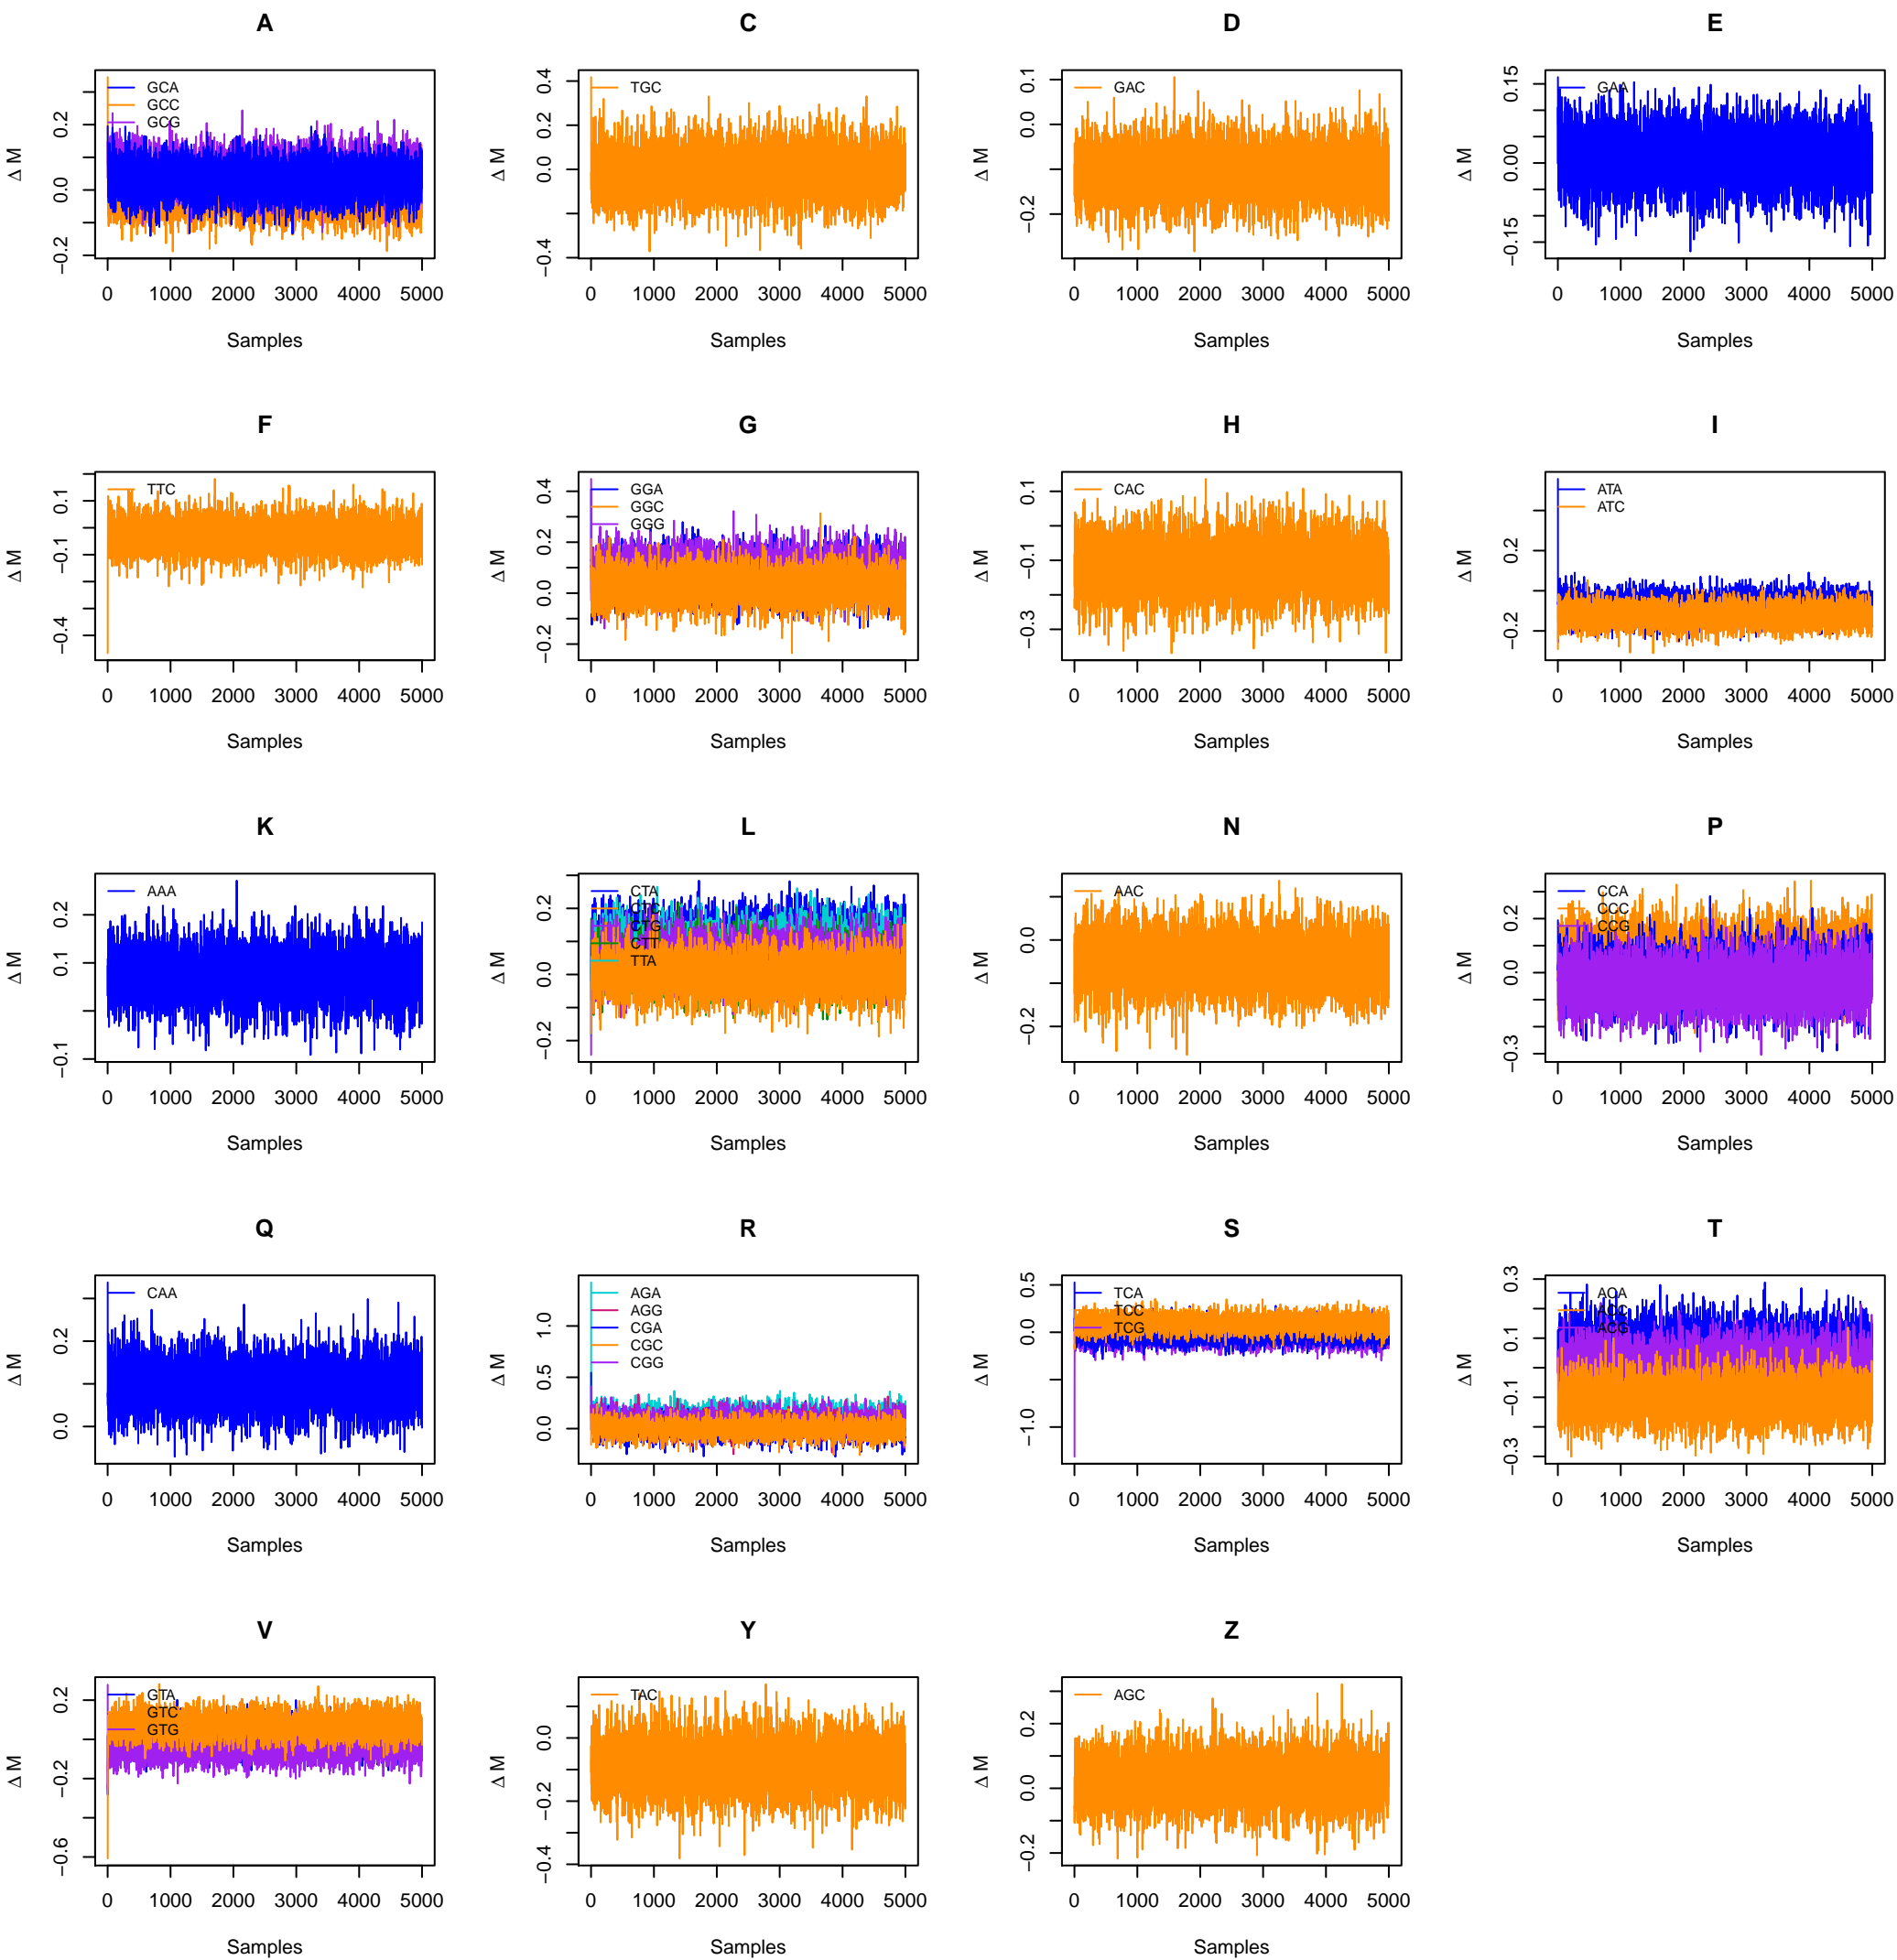 A
C
D
E
GCA
GCC
GCG
TGC
GAC
GAA
Δ M
−0.2 0.0 0.2
Δ M
−0.4 0.0 0.2 0.4
Δ M
−0.2 0.0 0.1
Δ M
−0.15 0.00 0.15
0 1000 2000 3000 4000 5000
0 1000 2000 3000 4000 5000
0 1000 2000 3000 4000 5000
0 1000 2000 3000 4000 5000
Samples
Samples
Samples
Samples
F
G
H
I
TTC
GGA
GGC
GGG
CAC
ATA
ATC
Δ M
−0.4 −0.1 0.1
Δ M
−0.2 0.0 0.2 0.4
Δ M
−0.3 −0.1 0.1
Δ M
−0.2 0.2
0 1000 2000 3000 4000 5000
0 1000 2000 3000 4000 5000
0 1000 2000 3000 4000 5000
0 1000 2000 3000 4000 5000
Samples
Samples
Samples
Samples
K
L
N
P
AAA
CTA
CTC
CTG
CTT
TTA
AAC
CCA
CCC
CCG
Δ M
−0.1 0.1 0.2
Δ M
−0.2 0.0 0.2
Δ M
−0.2 0.0
Δ M
−0.3 0.0 0.2
0 1000 2000 3000 4000 5000
0 1000 2000 3000 4000 5000
0 1000 2000 3000 4000 5000
0 1000 2000 3000 4000 5000
Samples
Samples
Samples
Samples
Q
R
S
T
CAA
AGA
AGG
CGA
CGC
CGG
TCA
TCC
TCG
ACA
ACC
ACG
Δ M
0.0 0.2
Δ M
0.0 0.5 1.0
Δ M
−1.0 0.0 0.5
Δ M
−0.3 −0.1 0.1 0.3
0 1000 2000 3000 4000 5000
0 1000 2000 3000 4000 5000
0 1000 2000 3000 4000 5000
0 1000 2000 3000 4000 5000
Samples
Samples
Samples
Samples
V
Y
Z
GTA
GTC
GTG
TAC
AGC
Δ M
−0.6 −0.2 0.2
Δ M
−0.4 −0.2 0.0
Δ M
−0.2 0.0 0.2
0 1000 2000 3000 4000 5000
0 1000 2000 3000 4000 5000
0 1000 2000 3000 4000 5000
Samples
Samples
Samples